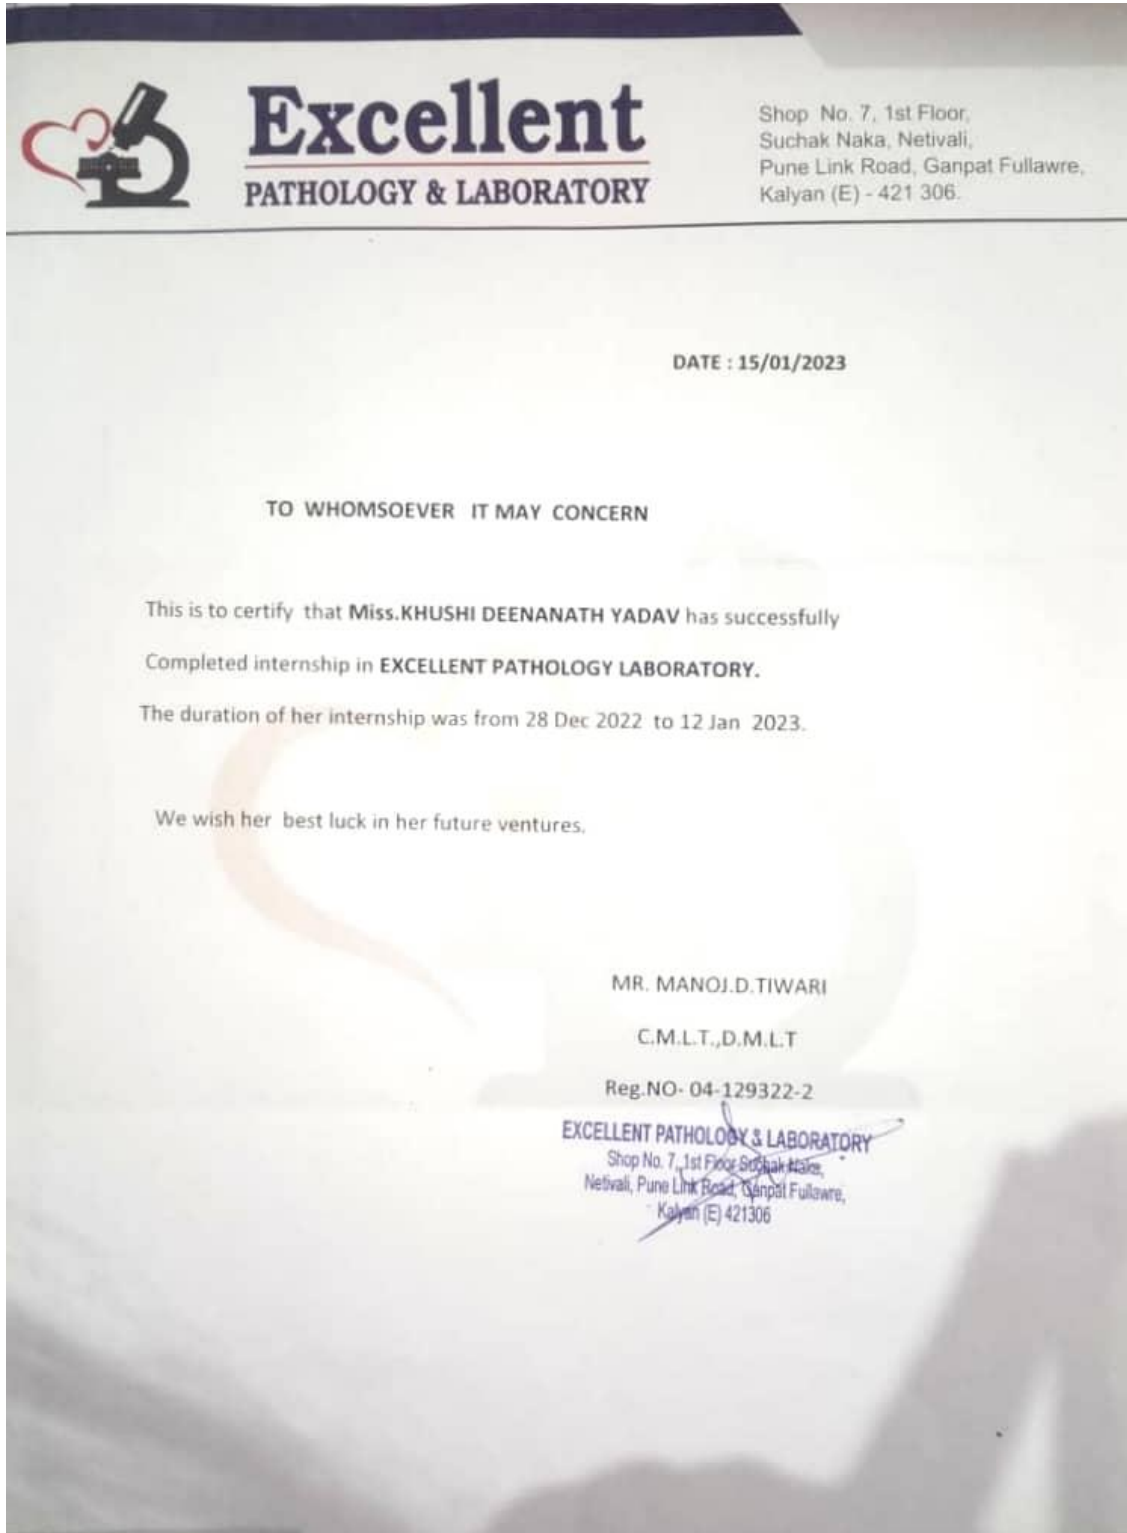 Excellent
PATHOLOGY & LABORATORY
Shop No. 7, 1st Floor,
Suchak Naka, Netivali,
Pune Link Road, Ganpat Fullawre,
Kalyan (E) - 421 306.
DATE : 15/01/2023
TO WHOMSOEVER IT MAY CONCERN
This is to certify that Miss.KHUSHI DEENANATH YADAV has successfully
Completed internship in EXCELLENT PATHOLOGY LABORATORY.
The duration of her internship was from 28 Dec 2022 to 12 Jan 2023.
We wish her best luck in her future ventures.
MR. MANOJ.D.TIWARI
C.M.L.T.,D.M.L.T
Reg.NO- 04-129322-2
EXCELLENT PATHOLOGY & LABORATORY
Shop No. 7, 1st Floor Suchak Naka,
Netivali, Pune Link Road, Ganpat Fullawre,
Kalyan (E) 421306